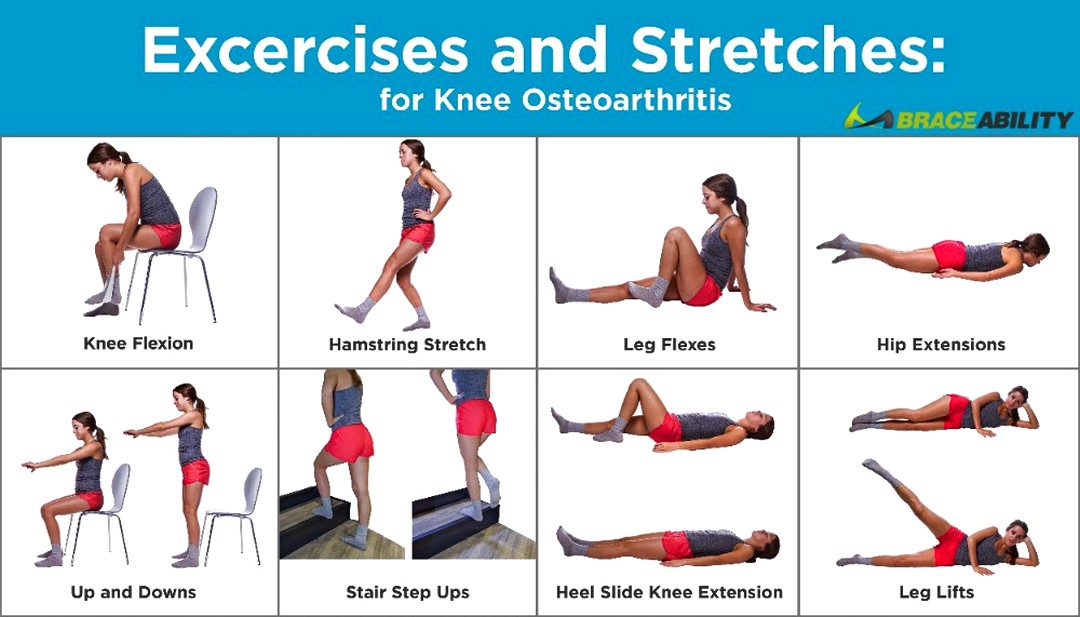 Excercises and Stretches:
for Knee Osteoarthritis
BRACEABILITY
Knee Flexion
Hamstring Stretch
Leg Flexes
Hip Extensions
Up and Downs
Stair Step Ups
Heel Slide Knee Extension
Leg Lifts